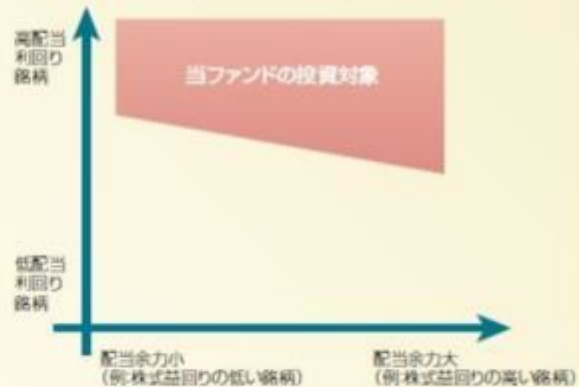 高配当
利回り
銘柄
当ファンドの投資対象
低配当
利回り
銘柄
配当余力小
(例:株式益回りの低い銘柄)
配当余力大
(例:株式益回りの高い銘柄)